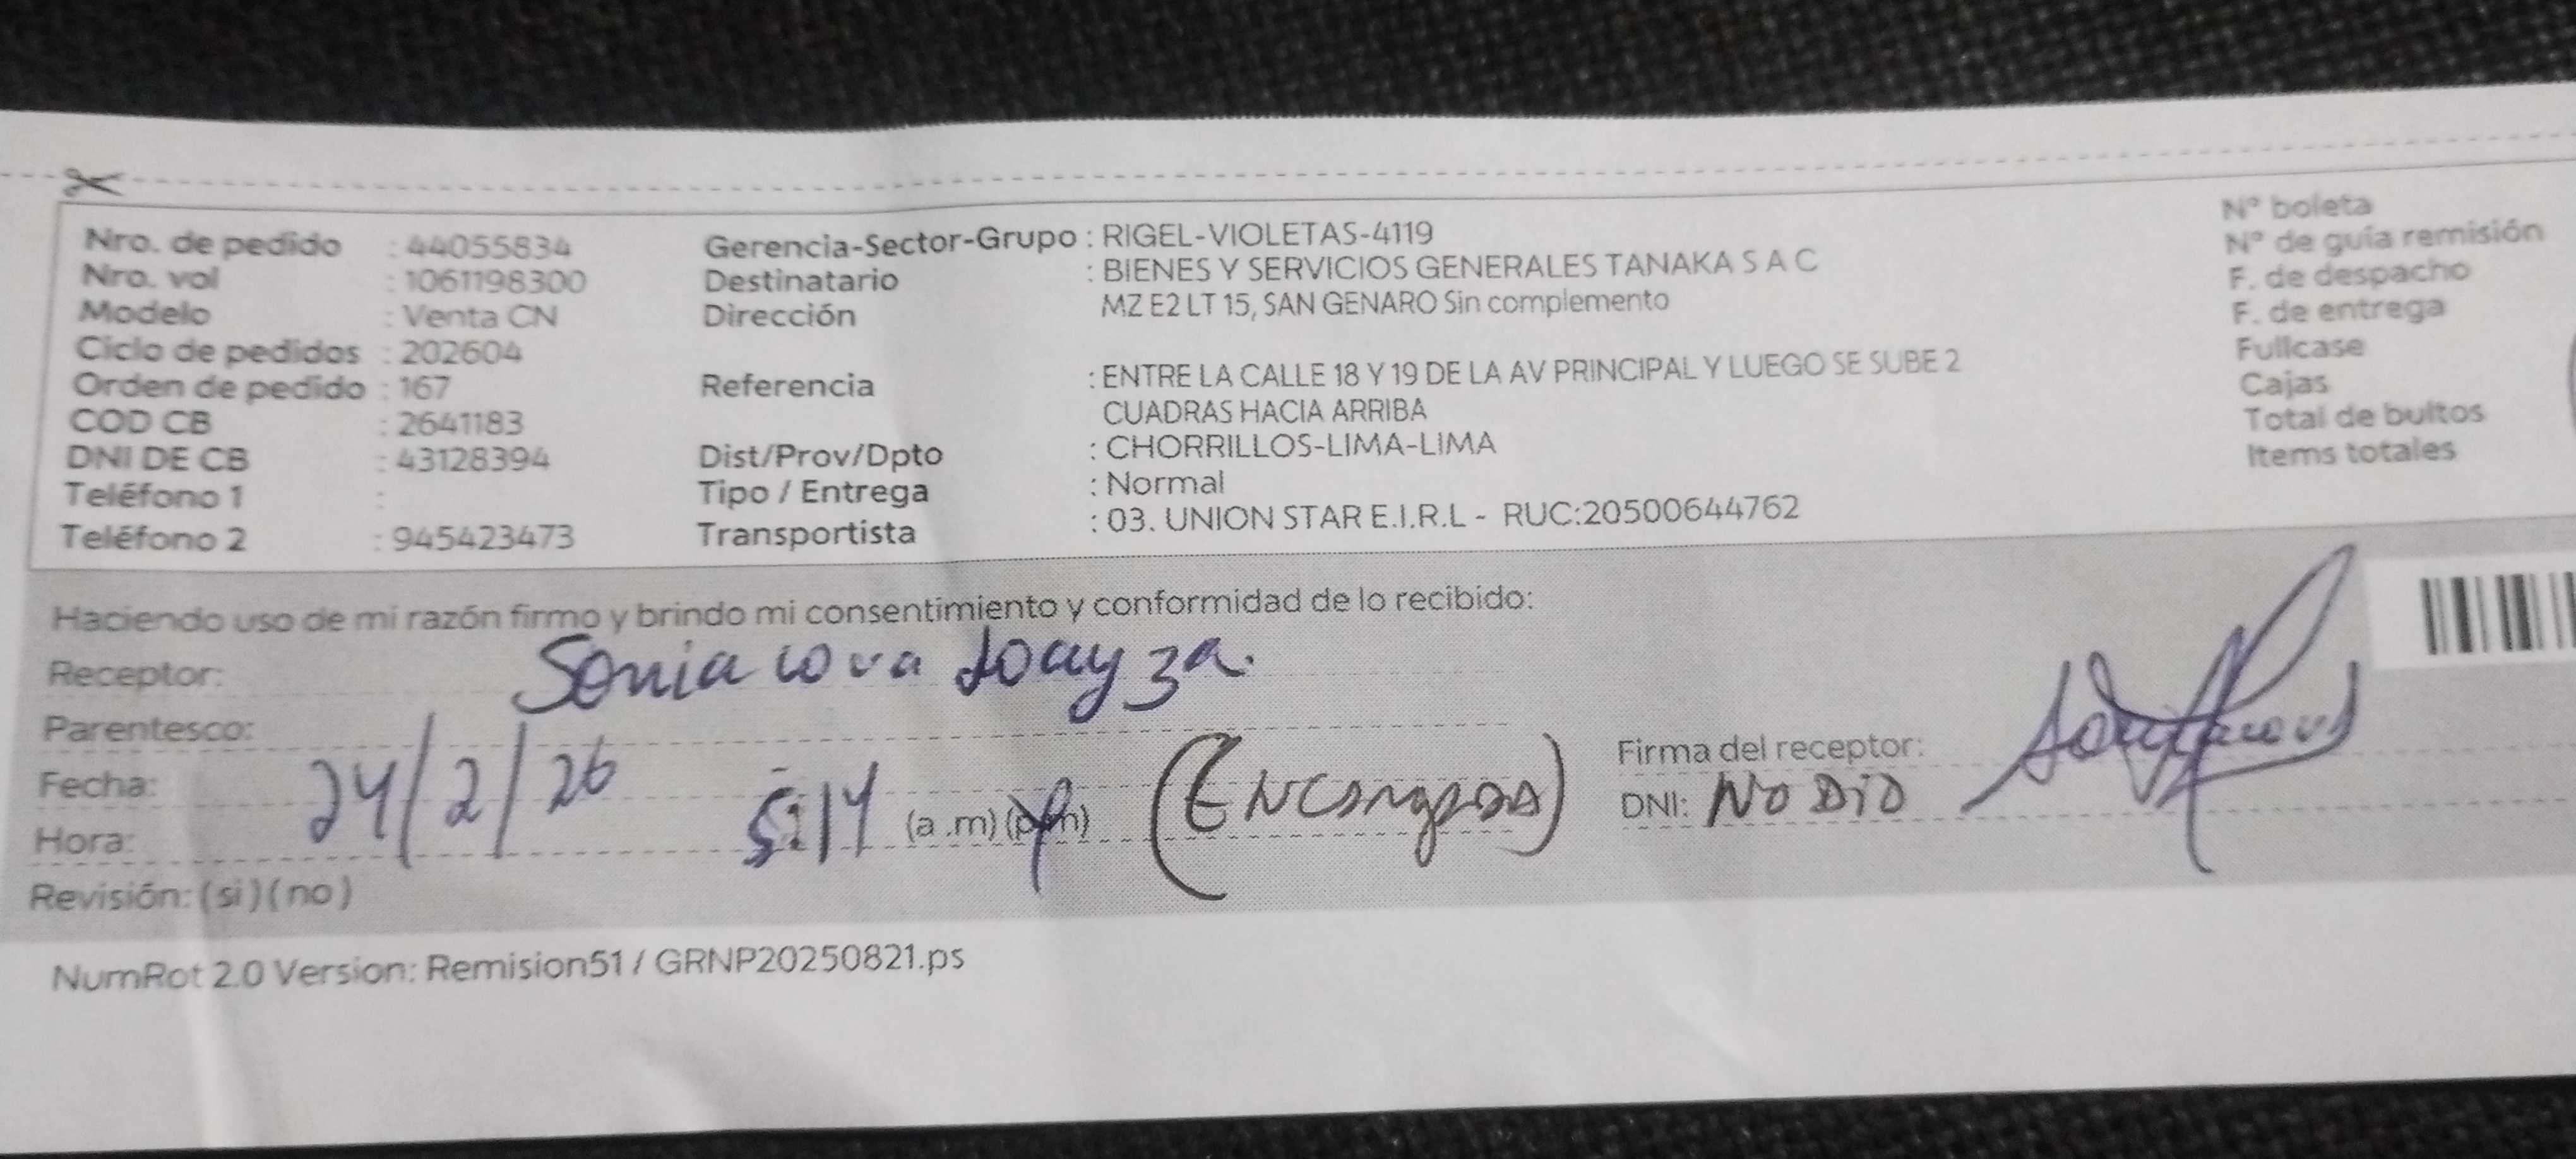 Nro. de pedido : 44055834
Nro. vol : 1061198300
Modelo : Venta CN
Ciclo de pedidos : 202604
Orden de pedido : 167
COD CB : 2641183
DNI DE CB : 43128394
Teléfono 1 :
Teléfono 2 : 945423473
Gerencia-Sector-Grupo : RIGEL-VIOLETAS-4119
Destinatario : BIENES Y SERVICIOS GENERALES TANAKA S A C
Dirección MZ E2 LT 15, SAN GENARO Sin complemento
Referencia : ENTRE LA CALLE 18 Y 19 DE LA AV PRINCIPAL Y LUEGO SE SUBE 2
CUADRAS HACIA ARRIBA
Dist/Prov/Dpto : CHORRILLOS-LIMA-LIMA
Tipo / Entrega : Normal
Transportista : 03. UNION STAR E.I.R.L - RUC:20500644762
N° boleta
N° de guía remisión
F. de despacho
F. de entrega
Fullcase
Cajas
Total de bultos
Items totales
Haciendo uso de mi razón firmo y brindo mi consentimiento y conformidad de lo recibido:
Receptor: Sonia Loayza.
Parentesco:
Fecha: 24/2/26
Hora: (a .m) (p.m) (Encargada)
Firma del receptor:
DNI: No Dio
Revisión: (si) (no)
NumRot 2.0 Version: Remision51 / GRNP20250821.ps